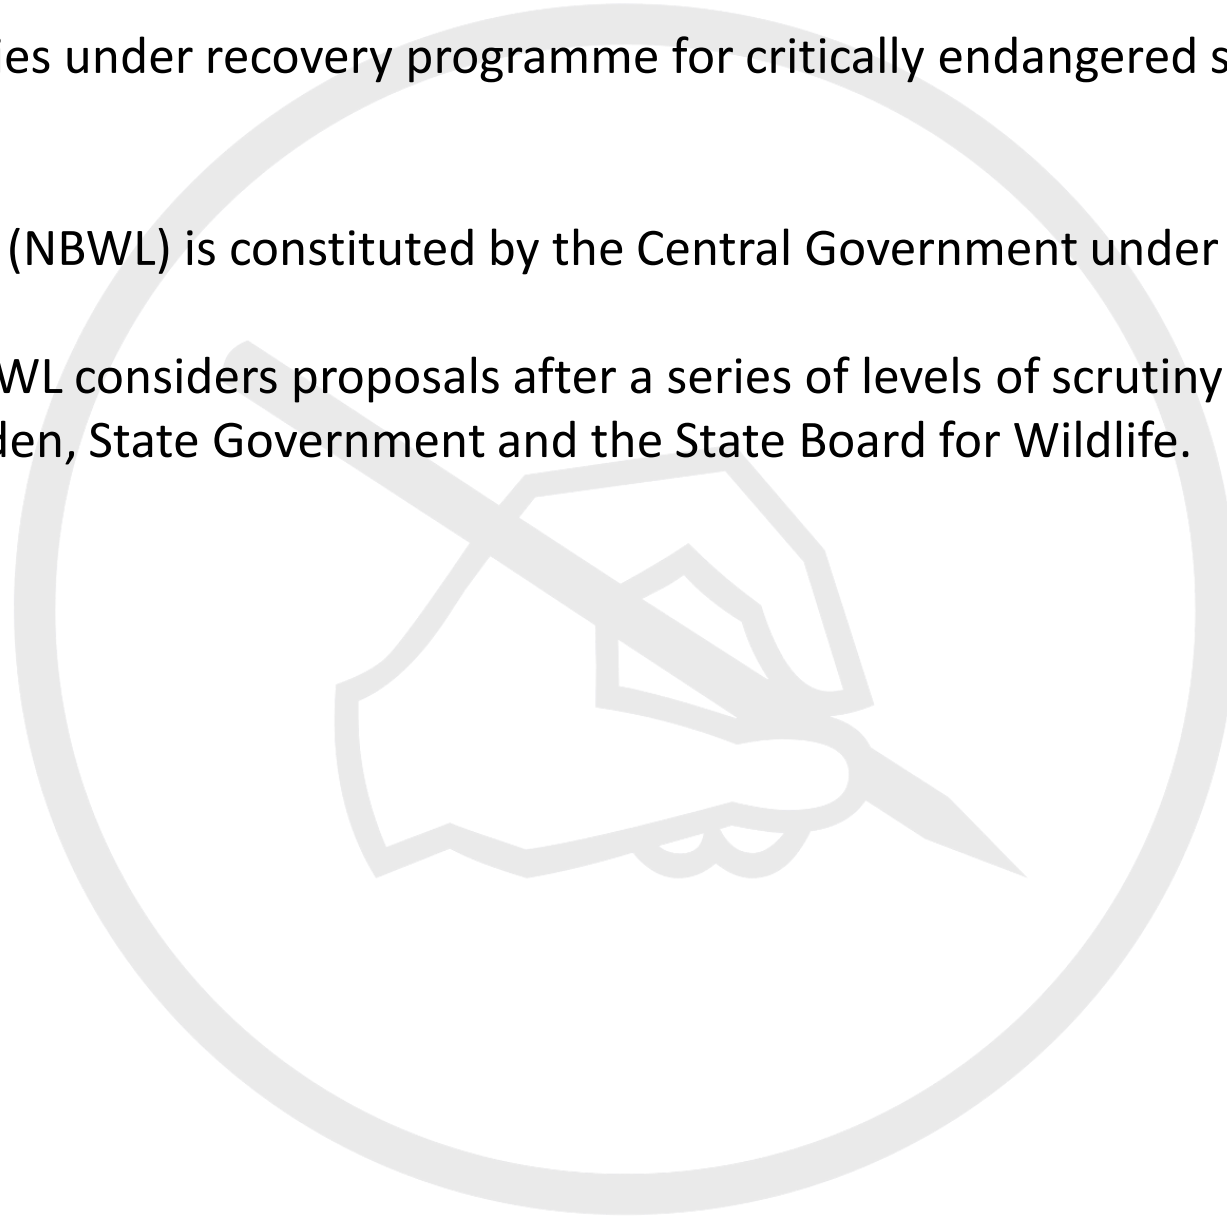 ies under recovery programme for critically endangered s
(NBWL) is constituted by the Central Government under
WL considers proposals after a series of levels of scrutiny
den, State Government and the State Board for Wildlife.